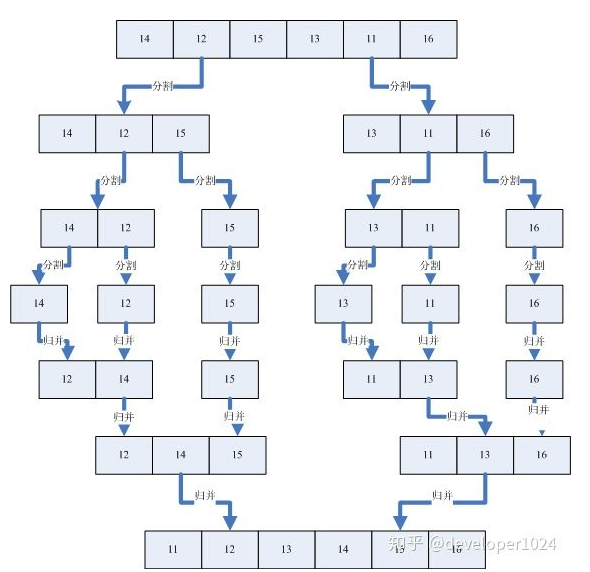 14 12 15 13 11 16
分割 分割
14 12 15 13 11 16
分割 分割 分割 分割
14 12 15 13 11 16
分割 分割 分割 分割 分割 分割
14 12 15 13 11 16
归并 归并 归并 归并 归并 归并
12 14 15 11 13 16
归并 归并 归并 归并
12 14 15 11 13 16
归并 归并
11 12 13 14 15 16
知乎 @developer1024